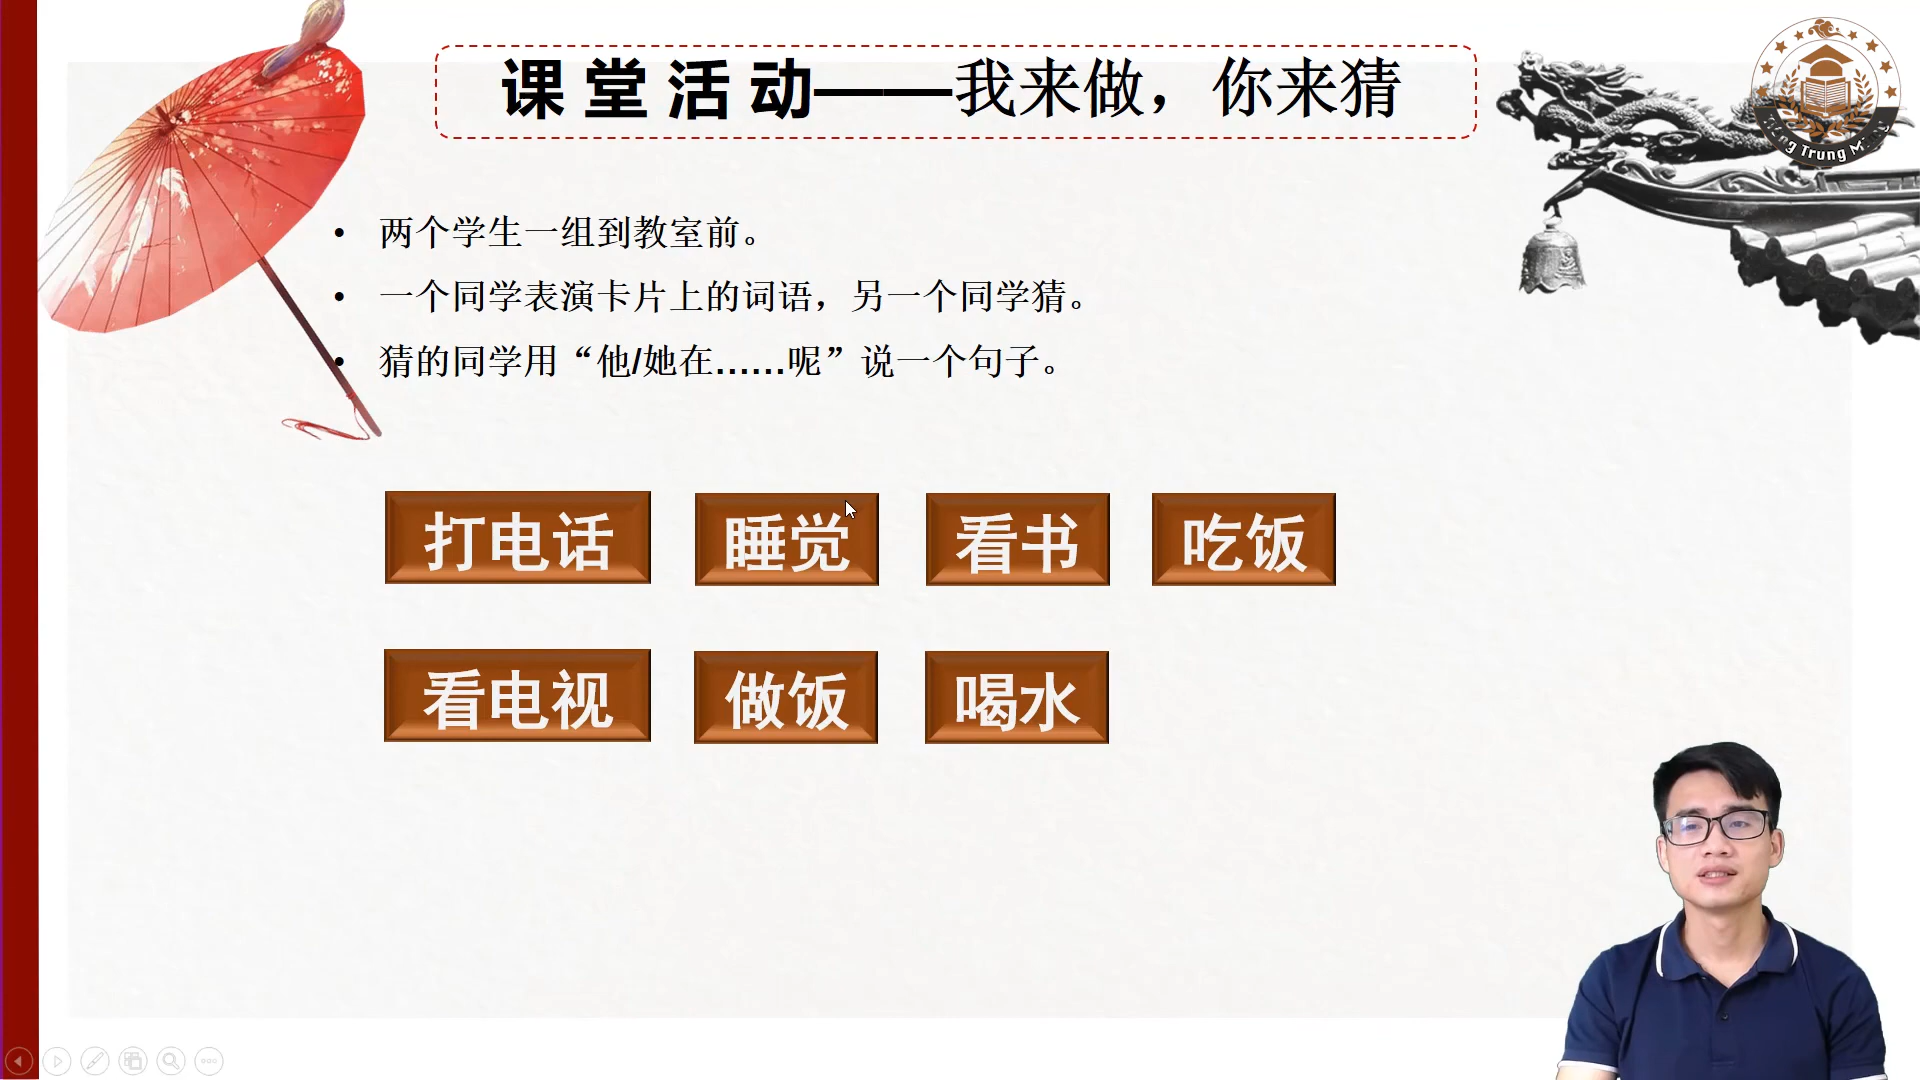 课堂活动——我来做，你来猜
• 两个学生一组到教室前。
• 一个同学表演卡片上的词语，另一个同学猜。
• 猜的同学用“他/她在……呢”说一个句子。
打电话 睡觉 看书 吃饭
看电视 做饭 喝水